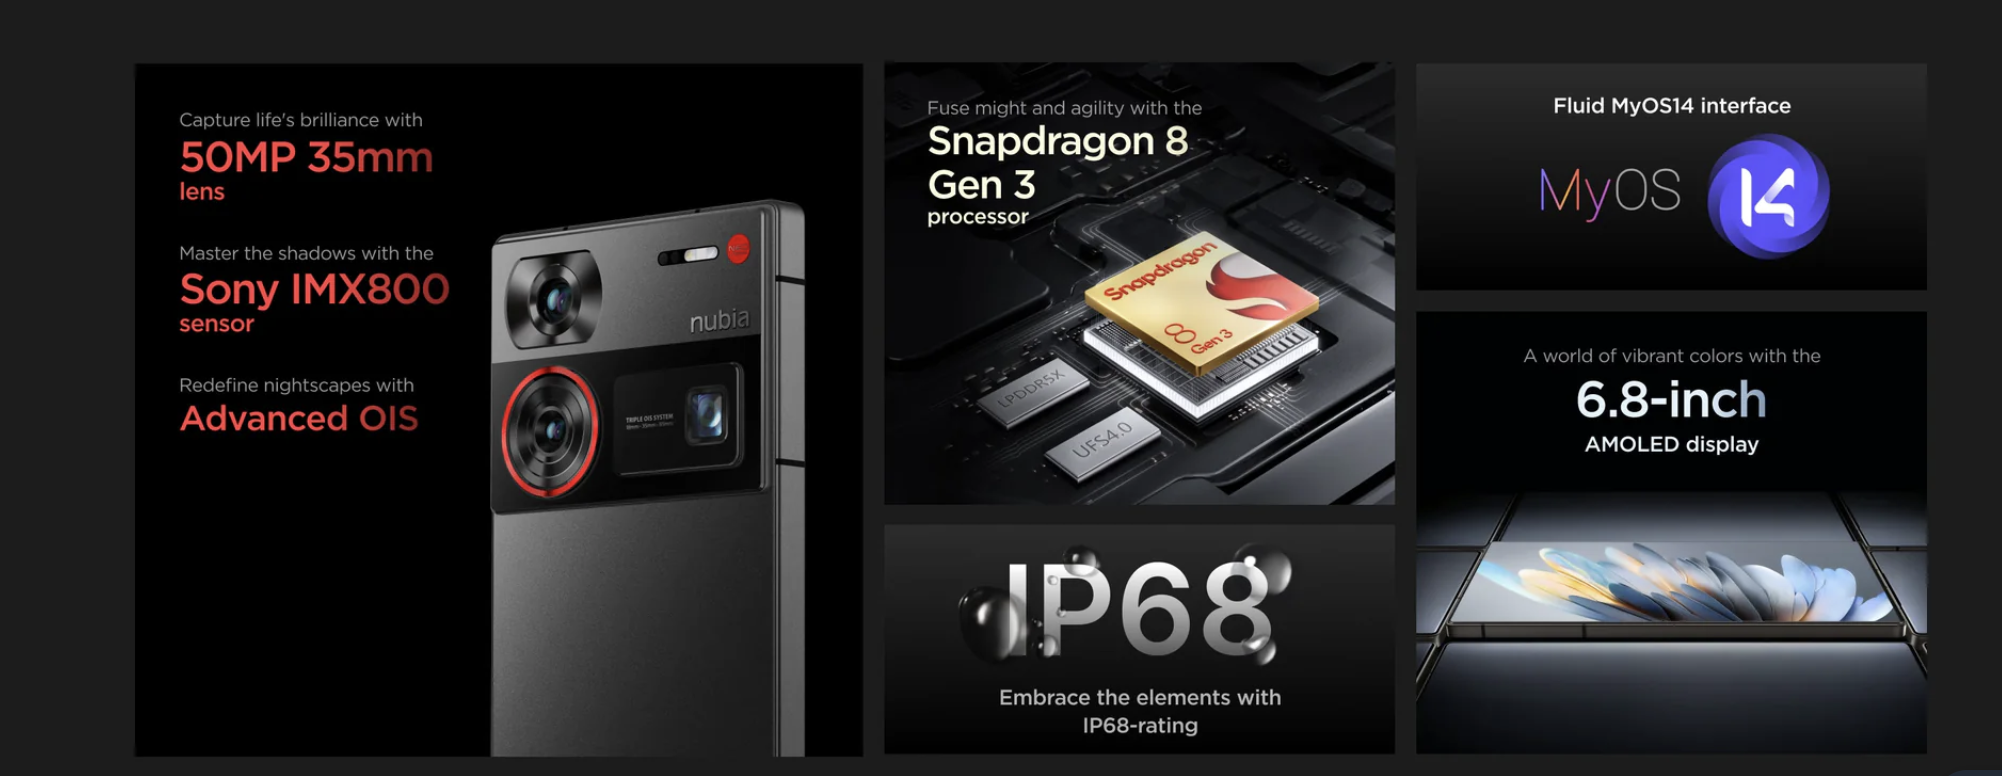 Capture life's brilliance with
50MP 35mm
lens
Master the shadows with the
Sony IMX800
sensor
Redefine nightscapes with
Advanced OIS
nubia
TRIPLE OIS SYSTEM
Fuse might and agility with the
Snapdragon 8
Gen 3
processor
Snapdragon
8
Gen 3
LPDDR5X
UFS4.0
IP68
Embrace the elements with
IP68-rating
Fluid MyOS14 interface
MyOS 14
A world of vibrant colors with the
6.8-inch
AMOLED display